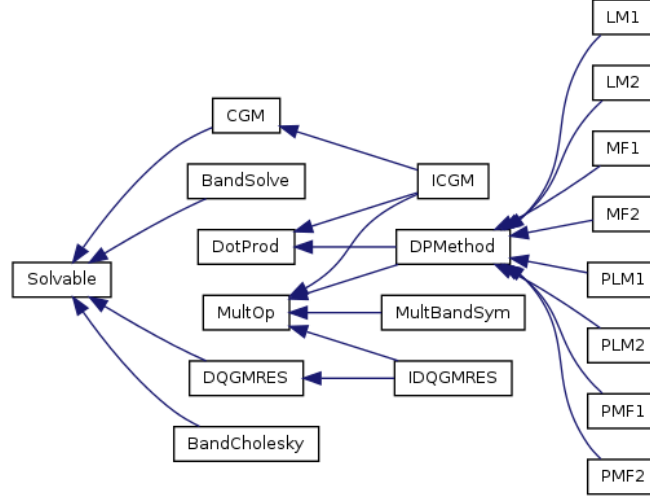 LM1
LM2
CGM
MF1
BandSolve
ICGM
MF2
DotProd
DPMethod
Solvable
PLM1
MultOp
MultBandSym
PLM2
DQGMRES
IDQGMRES
PMF1
BandCholesky
PMF2